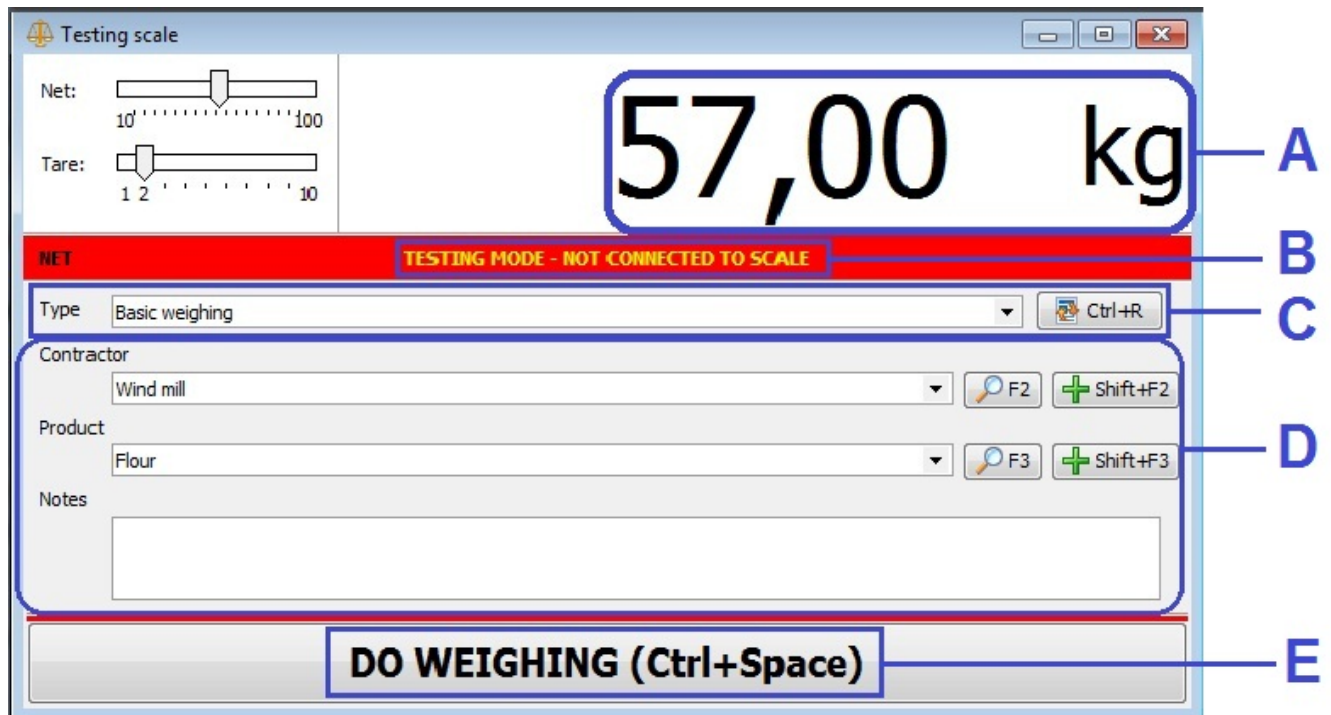 Testing scale
Net:
10 100
Tare:
1 2 10
57,00 kg
A
NET TESTING MODE - NOT CONNECTED TO SCALE
B
Type Basic weighing Ctrl+R
C
Contractor
Wind mill F2 Shift+F2
Product
Flour F3 Shift+F3
D
Notes
DO WEIGHING (Ctrl+Space)
E